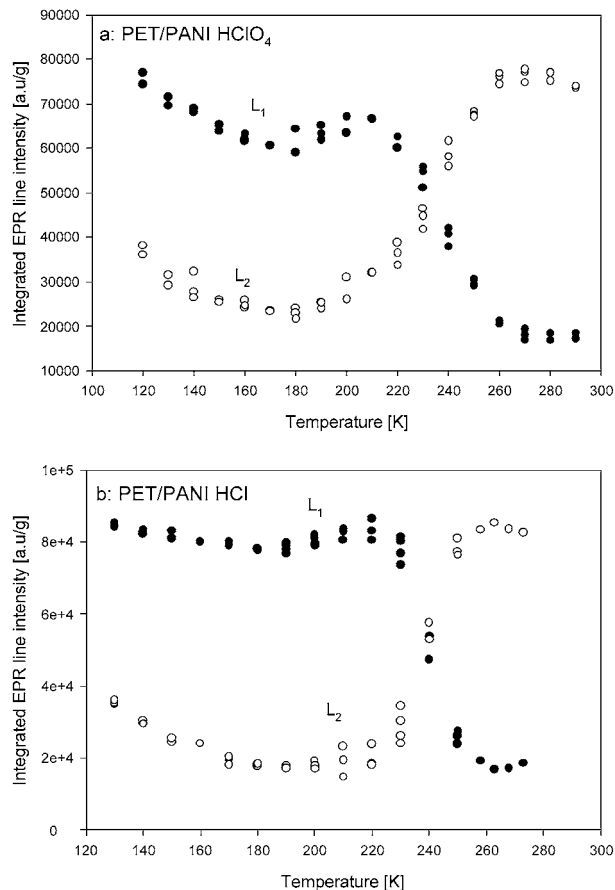 a: PET/PANI HClO4
90000
80000
70000
60000
50000
40000
30000
20000
10000
L1
L2
Integrated EPR line intensity [a.u/g]
100 120 140 160 180 200 220 240 260 280 300
Temperature [K]
b: PET/PANI HCl
1e+5
8e+4
6e+4
4e+4
2e+4
0
L1
L2
Integrated EPR line intensity [a.u/g]
120 140 160 180 200 220 240 260 280 300
Temperature [K]